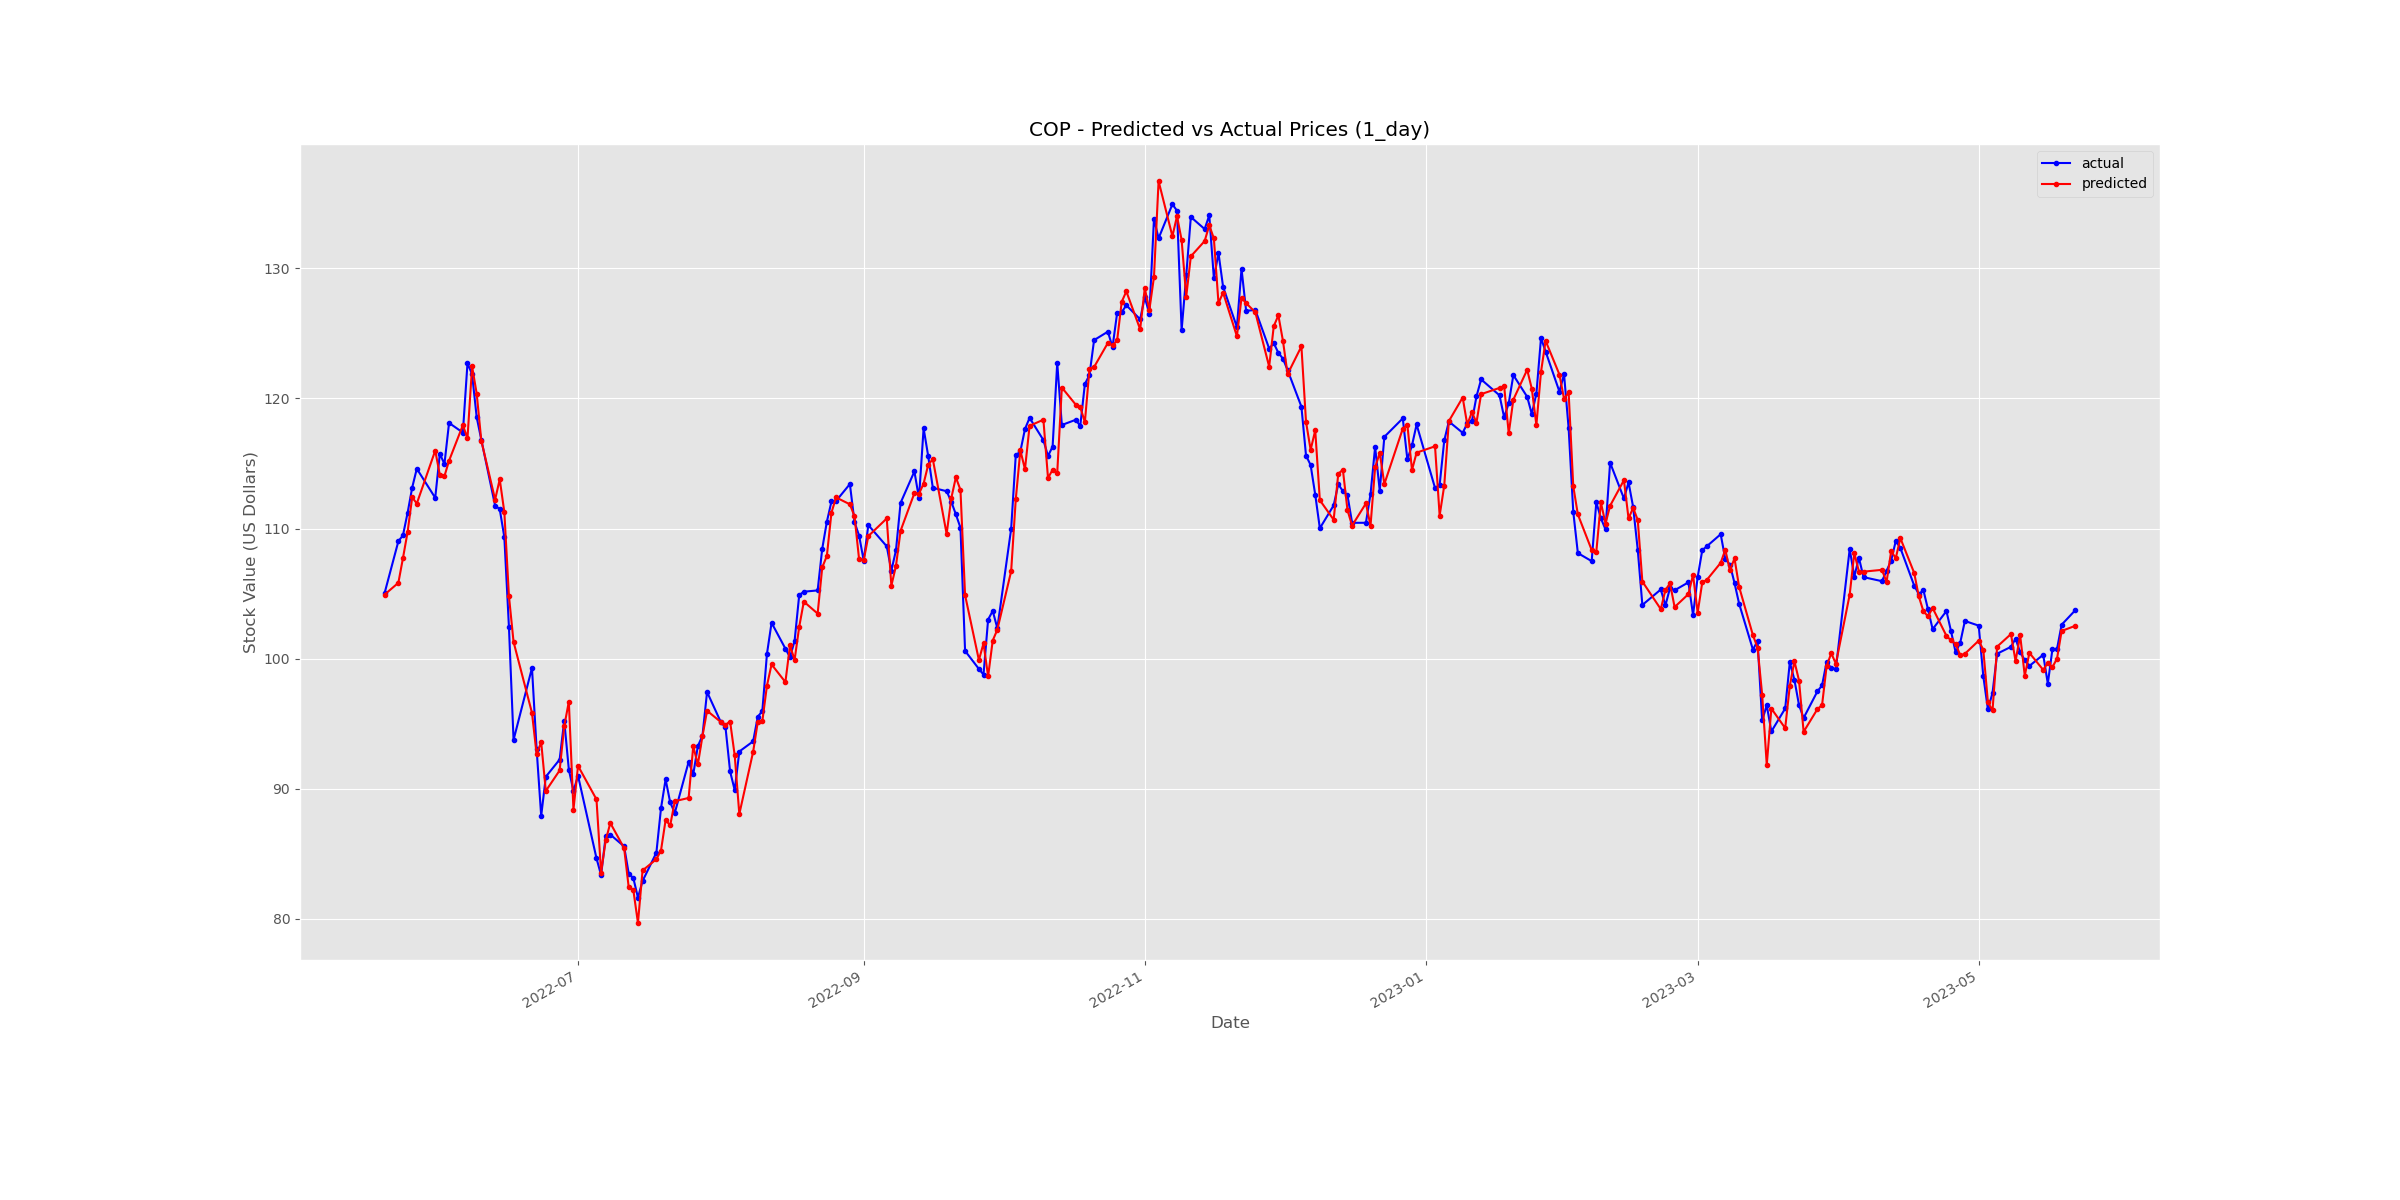 COP - Predicted vs Actual Prices (1_day)
actual
predicted
Stock Value (US Dollars)
130
120
110
100
90
80
2022-07
2022-09
2022-11
2023-01
2023-03
2023-05
Date